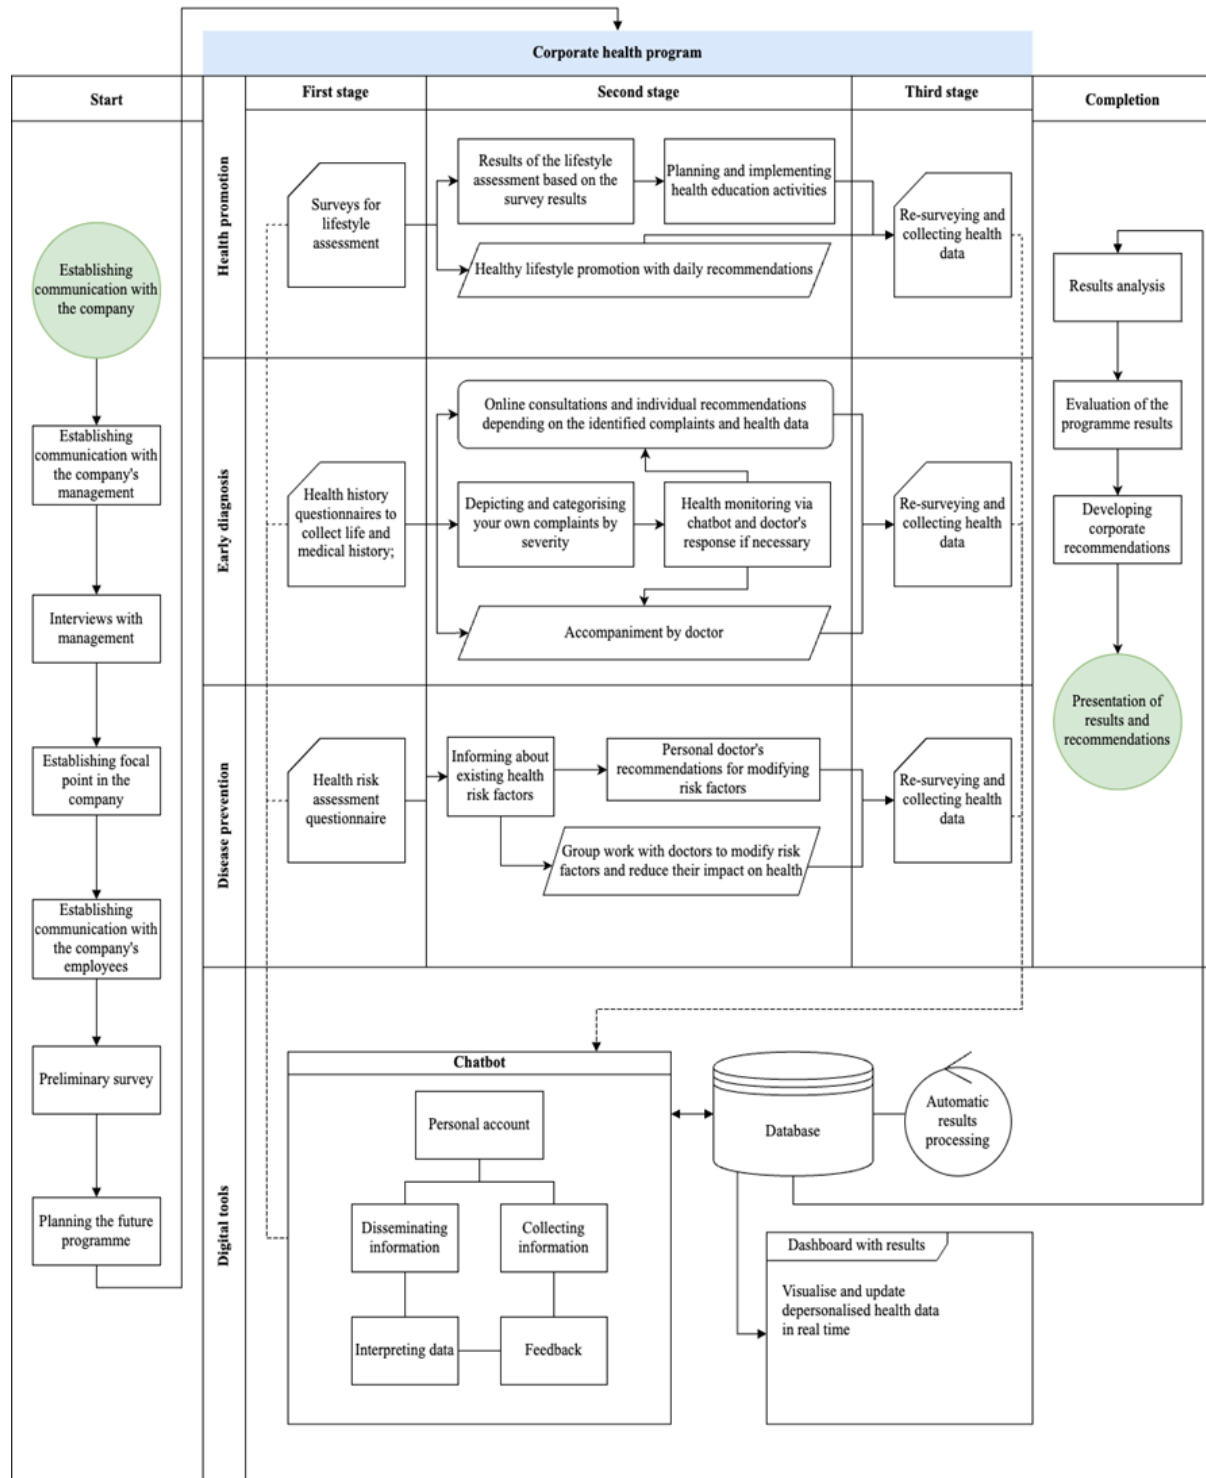 Corporate health program
Start
First stage
Second stage
Third stage
Completion
Establishing
communication with
the company
Establishing
communication with
the company's
management
Interviews with
management
Establishing focal
point in the
company
Establishing
communication with
the company's
employees
Preliminary survey
Planning the future
programme
Health promotion
Surveys for
lifestyle
assessment
Results of the lifestyle
assessment based on the
survey results
Planning and implementing
health education activities
Healthy lifestyle promotion with daily recommendations
Re-surveying and
collecting health
data
Early diagnosis
Health history
questionnaires to
collect life and
medical history;
Online consultations and individual recommendations
depending on the identified complaints and health data
Depicting and categorising
your own complaints by
severity
Health monitoring via
chatbot and doctor's
response if necessary
Accompaniment by doctor
Re-surveying and
collecting health
data
Disease prevention
Health risk
assessment
questionnaire
Informing about
existing health
risk factors
Personal doctor's
recommendations for modifying
risk factors
Group work with doctors to modify risk
factors and reduce their impact on health
Re-surveying and
collecting health
data
Digital tools
Chatbot
Personal account
Disseminating
information
Collecting
information
Interpreting data
Feedback
Database
Automatic
results
processing
Dashboard with results
Visualise and update
depersonalised health data
in real time
Results analysis
Evaluation of the
programme results
Developing
corporate
recommendations
Presentation of
results and
recommendations